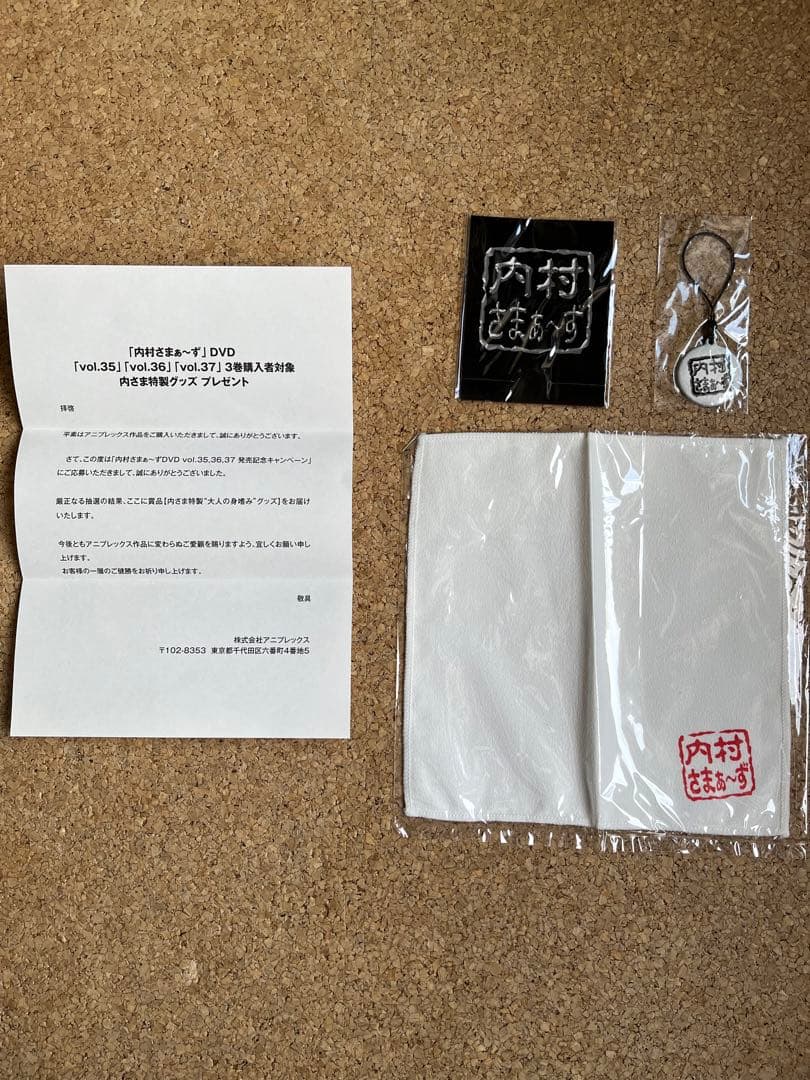 「内村さまぁ～ず」DVD
「vol.35」「vol.36」「vol.37」3巻購入者対象
内さま特製グッズ プレゼント
拝啓
平素はアニプレックス作品をご購入いただきまして、誠にありがとうございます。
さて、この度は「内村さまぁ～ずDVD vol.35,36,37 発売記念キャンペーン」
にご応募いただきまして、誠にありがとうございました。
厳正なる抽選の結果、ここに賞品【内さま特製“大人の身嗜み”グッズ】をお届け
いたします。
今後ともアニプレックス作品に変わらぬご愛顧を賜りますよう、宜しくお願い申し
上げます。
お客様の一層のご健勝をお祈り申し上げます。
敬具
株式会社アニプレックス
〒102-8353 東京都千代田区六番町4番地5
内村
さまぁ～ず
内村
さまぁ～ず
内村
さまぁ～ず